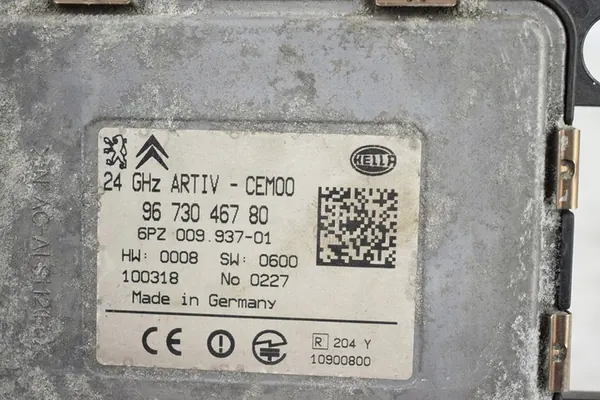 HELLA
24 GHz ARTIV - CEM00
96 730 467 80
6PZ 009.937-01
HW: 0008 SW: 0600
100318 No 0227
Made in Germany
CE
R 204 Y
10900800